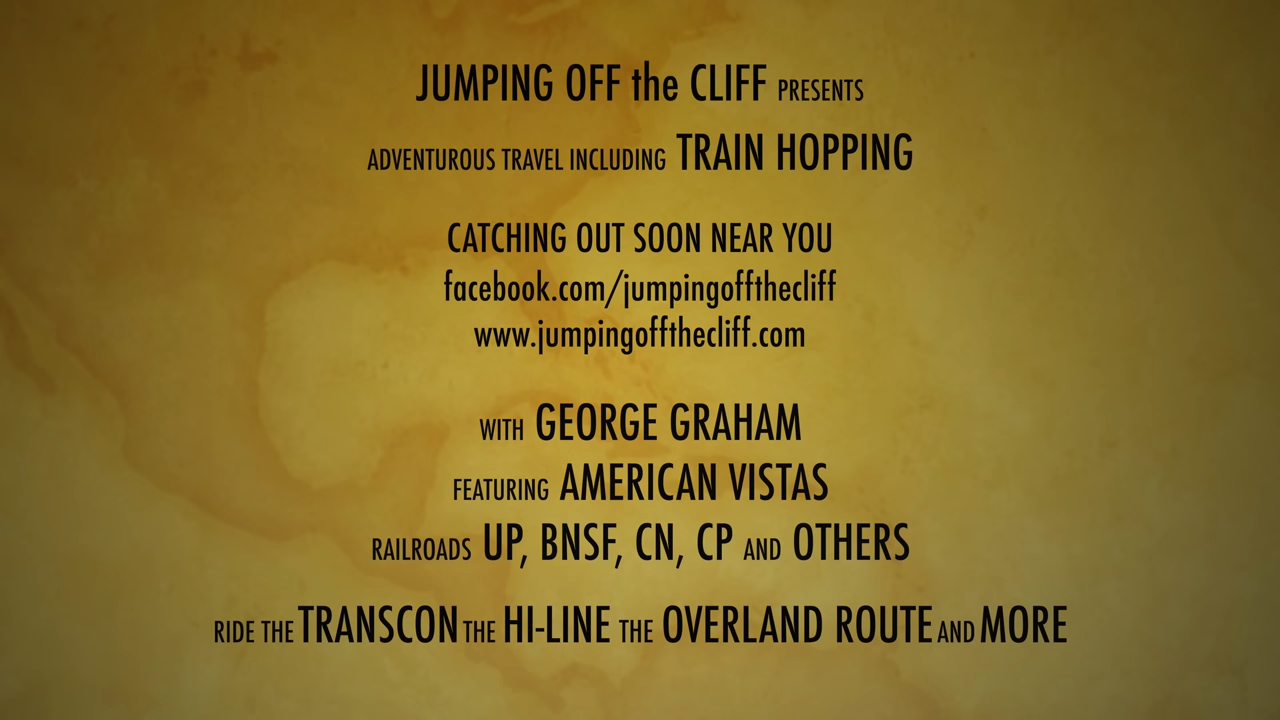 JUMPING OFF the CLIFF PRESENTS
ADVENTUROUS TRAVEL INCLUDING TRAIN HOPPING
CATCHING OUT SOON NEAR YOU
facebook.com/jumpingoffthecliff
www.jumpingoffthecliff.com
WITH GEORGE GRAHAM
FEATURING AMERICAN VISTAS
RAILROADS UP, BNSF, CN, CP AND OTHERS
RIDE THE TRANSCON THE HI-LINE THE OVERLAND ROUTE AND MORE